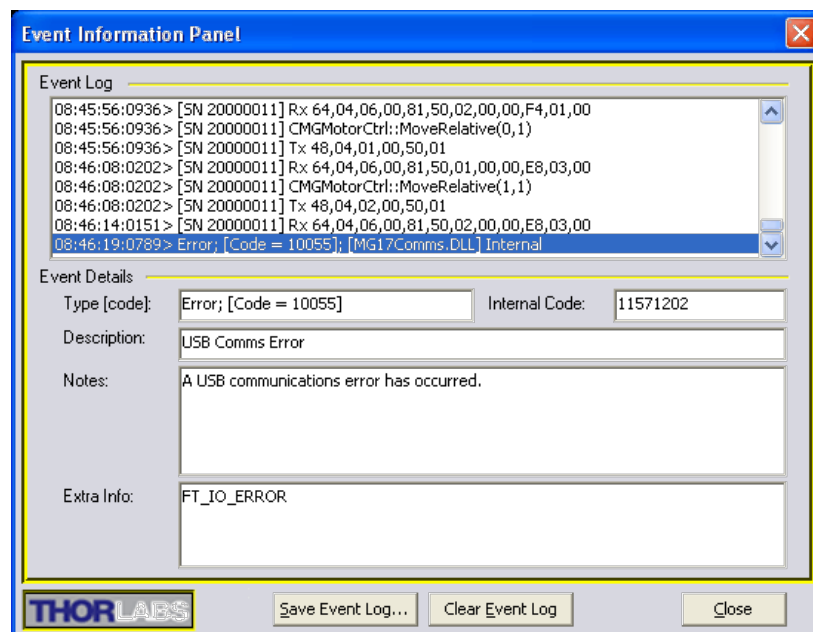 Event Information Panel
Event Log
08:45:56:0936> [SN 20000011] Rx 64,04,06,00,81,50,02,00,00,F4,01,00
08:45:56:0936> [SN 20000011] CMGMotorCtrl::MoveRelative(0,1)
08:45:56:0936> [SN 20000011] Tx 48,04,01,00,50,01
08:46:08:0202> [SN 20000011] Rx 64,04,06,00,81,50,01,00,00,E8,03,00
08:46:08:0202> [SN 20000011] CMGMotorCtrl::MoveRelative(1,1)
08:46:08:0202> [SN 20000011] Tx 48,04,02,00,50,01
08:46:14:0151> [SN 20000011] Rx 64,04,06,00,81,50,02,00,00,E8,03,00
08:46:19:0789> Error; [Code = 10055]; [MG17Comms.DLL] Internal
Event Details
Type [code]: Error; [Code = 10055] Internal Code: 11571202
Description: USB Comms Error
Notes: A USB communications error has occurred.
Extra Info: FT_IO_ERROR
THORLABS Save Event Log... Clear Event Log Close